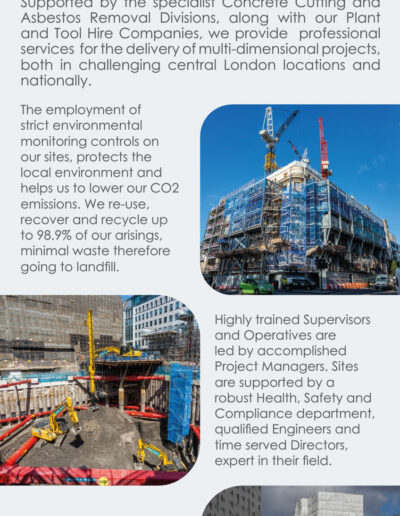 Supported by the specialist Concrete Cutting and
Asbestos Removal Divisions, along with our Plant
and Tool Hire Companies, we provide professional
services for the delivery of multi-dimensional projects,
both in challenging central London locations and
nationally.
The employment of
strict environmental
monitoring controls on
our sites, protects the
local environment and
helps us to lower our CO2
emissions. We re-use,
recover and recycle up
to 98.9% of our arisings,
minimal waste therefore
going to landfill.
Highly trained Supervisors
and Operatives are
led by accomplished
Project Managers. Sites
are supported by a
robust Health, Safety and
Compliance department,
qualified Engineers and
time served Directors,
expert in their field.